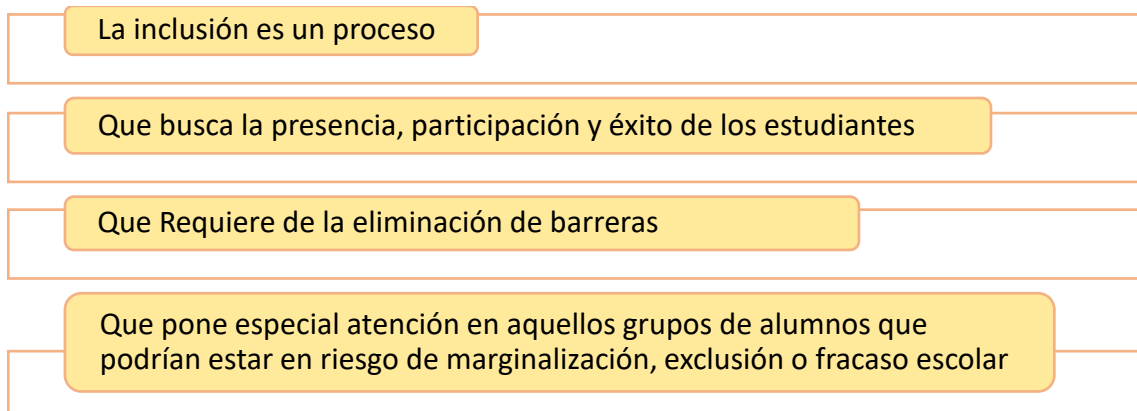 La inclusión es un proceso
Que busca la presencia, participación y éxito de los estudiantes
Que Requiere de la eliminación de barreras
Que pone especial atención en aquellos grupos de alumnos que
podrían estar en riesgo de marginalización, exclusión o fracaso escolar